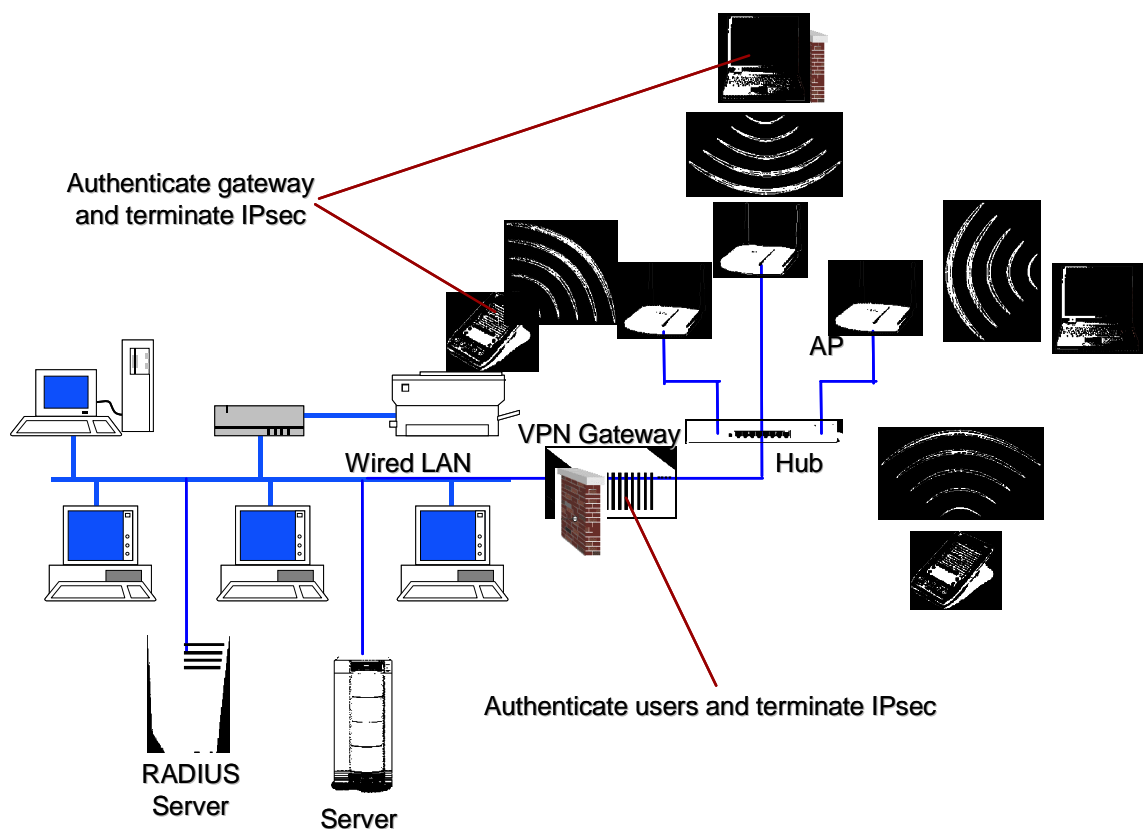 Authenticate gateway
and terminate IPsec
AP
VPN Gateway
Wired LAN
Hub
Authenticate users and terminate IPsec
RADIUS
Server
Server